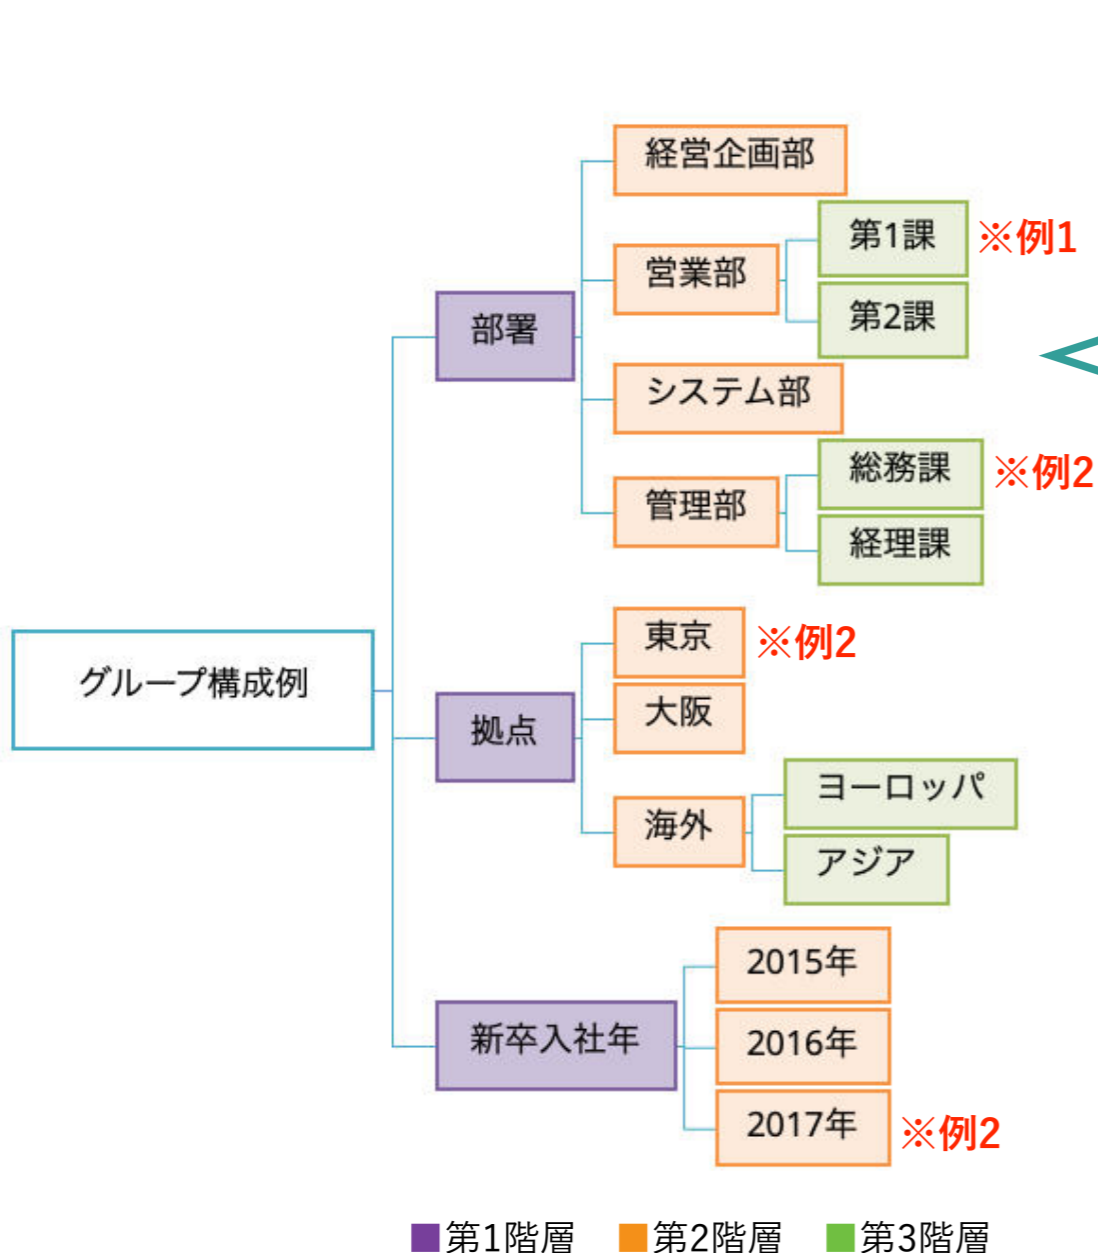 経営企画部
第1課 ※例1
営業部
第2課
部署
システム部
総務課 ※例2
管理部
経理課
東京 ※例2
グループ構成例
大阪
拠点
ヨーロッパ
海外
アジア
2015年
新卒入社年
2016年
2017年 ※例2
■第1階層 ■第2階層 ■第3階層